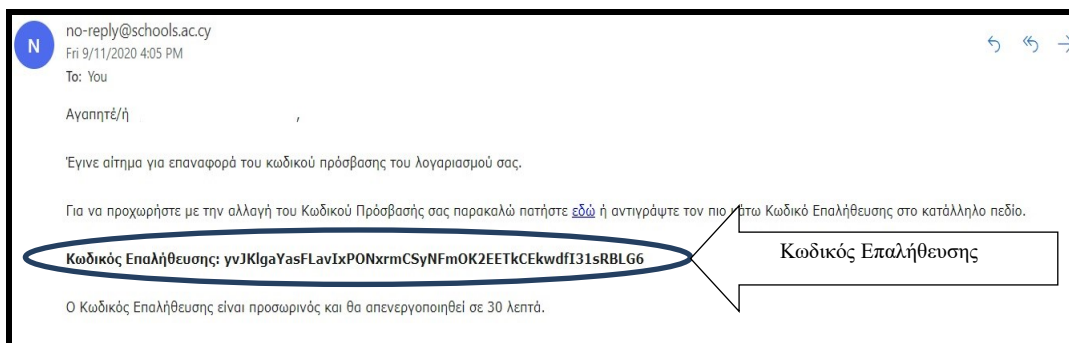 N
no-reply@schools.ac.cy
Fri 9/11/2020 4:05 PM
To: You
Αγαπητέ/ή ,
Έγινε αίτημα για επαναφορά του κωδικού πρόσβασης του λογαριασμού σας.
Για να προχωρήστε με την αλλαγή του Κωδικού Πρόσβασής σας παρακαλώ πατήστε εδώ ή αντιγράψτε τον πιο κάτω Κωδικό Επαλήθευσης στο κατάλληλο πεδίο.
Κωδικός Επαλήθευσης: yvJKlgaYasFLavIxPONxrmCSyNFmOK2EETkCEkwdfI31sRBLG6
Κωδικός Επαλήθευσης
Ο Κωδικός Επαλήθευσης είναι προσωρινός και θα απενεργοποιηθεί σε 30 λεπτά.